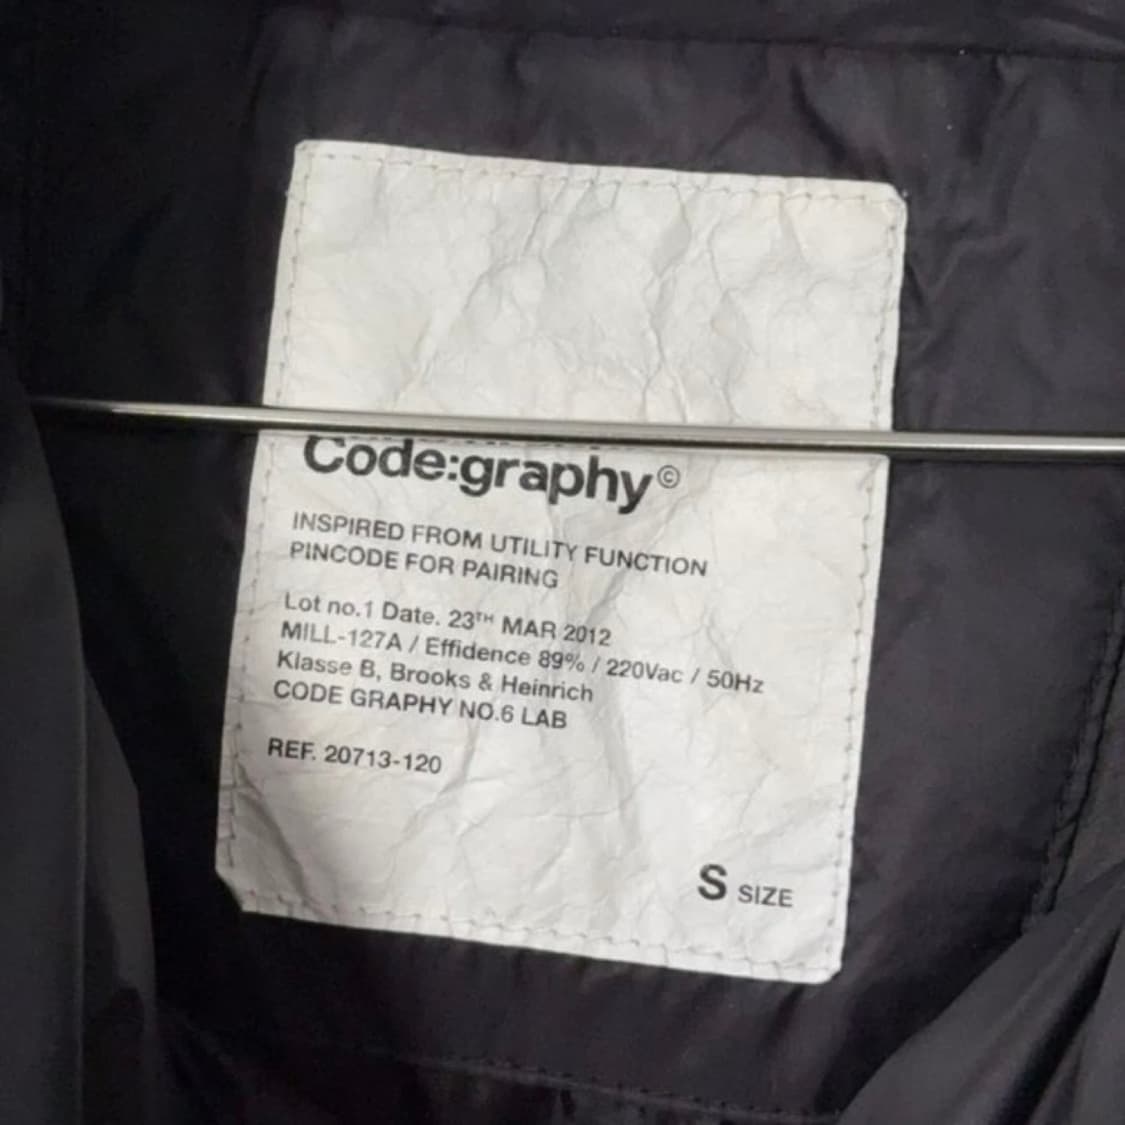 Code:graphy©
INSPIRED FROM UTILITY FUNCTION
PINCODE FOR PAIRING
Lot no.1 Date. 23TH MAR 2012
MILL-127A / Effidence 89% / 220Vac / 50Hz
Klasse B, Brooks & Heinrich
CODE GRAPHY NO.6 LAB
REF. 20713-120
S SIZE